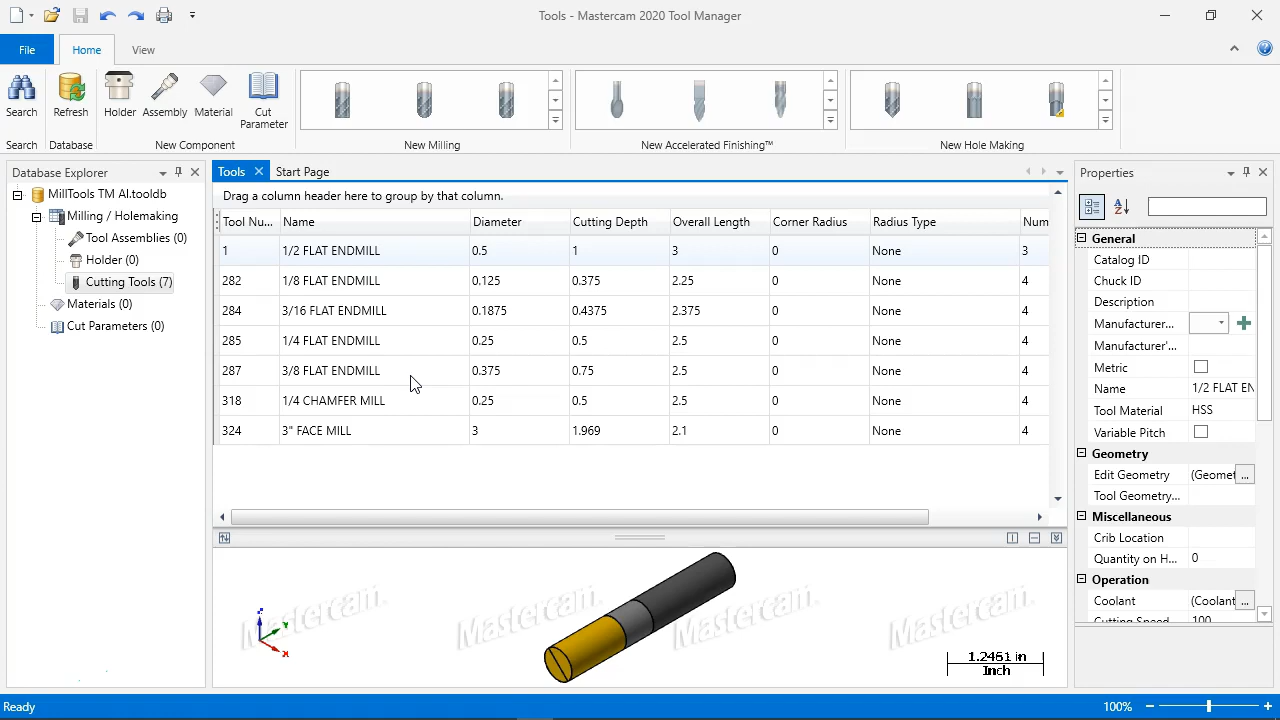 Tools - Mastercam 2020 Tool Manager
File Home View
Search Refresh Holder Assembly Material Cut Parameter
Search Database New Component New Milling New Accelerated Finishing™ New Hole Making
Database Explorer
MillTools TM AI.tooldb
Milling / Holemaking
Tool Assemblies (0)
Holder (0)
Cutting Tools (7)
Materials (0)
Cut Parameters (0)
Tools Start Page
Drag a column header here to group by that column.
Tool Nu... Name Diameter Cutting Depth Overall Length Corner Radius Radius Type Num
1 1/2 FLAT ENDMILL 0.5 1 3 0 None 3
282 1/8 FLAT ENDMILL 0.125 0.375 2.25 0 None 4
284 3/16 FLAT ENDMILL 0.1875 0.4375 2.375 0 None 4
285 1/4 FLAT ENDMILL 0.25 0.5 2.5 0 None 4
287 3/8 FLAT ENDMILL 0.375 0.75 2.5 0 None 4
318 1/4 CHAMFER MILL 0.25 0.5 2.5 0 None 4
324 3" FACE MILL 3 1.969 2.1 0 None 4
Mastercam. Mastercam. Mastercam. Mastercam.
Z
Y
X
1.2451 in
Inch
Properties
A Z
General
Catalog ID
Chuck ID
Description
Manufacturer...
Manufacturer'...
Metric
Name 1/2 FLAT EN
Tool Material HSS
Variable Pitch
Geometry
Edit Geometry (Geomet ...
Tool Geometry...
Miscellaneous
Crib Location
Quantity on H... 0
Operation
Coolant (Coolant ...
Cutting Speed 100
Ready 100%